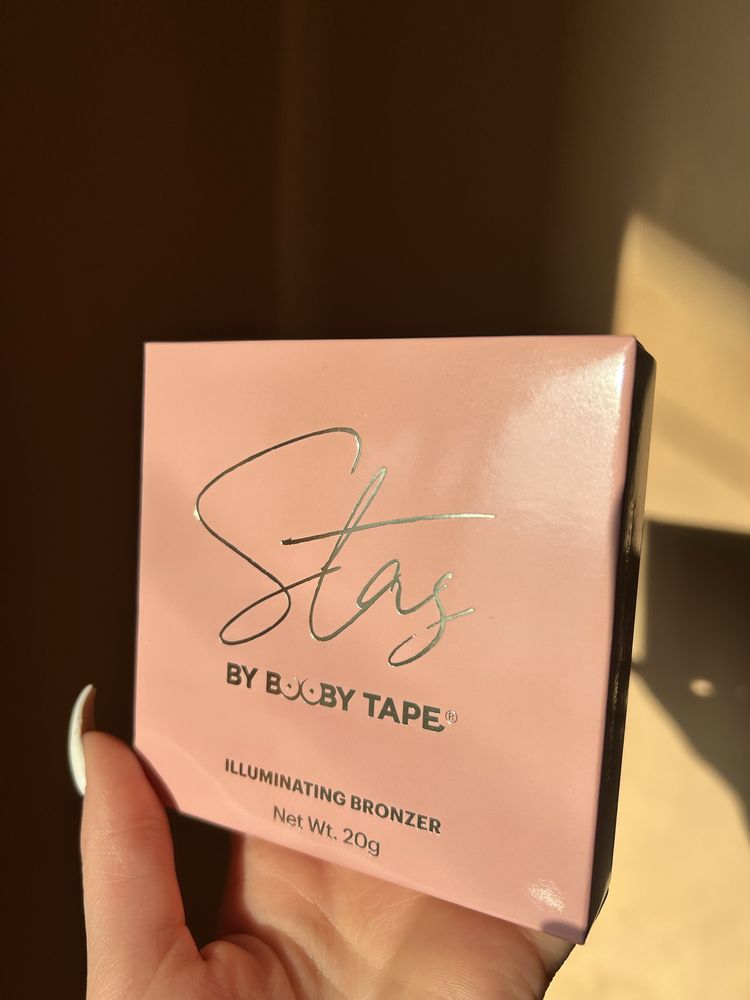 Stas
BY BOOBY TAPE®
ILLUMINATING BRONZER
Net Wt. 20g